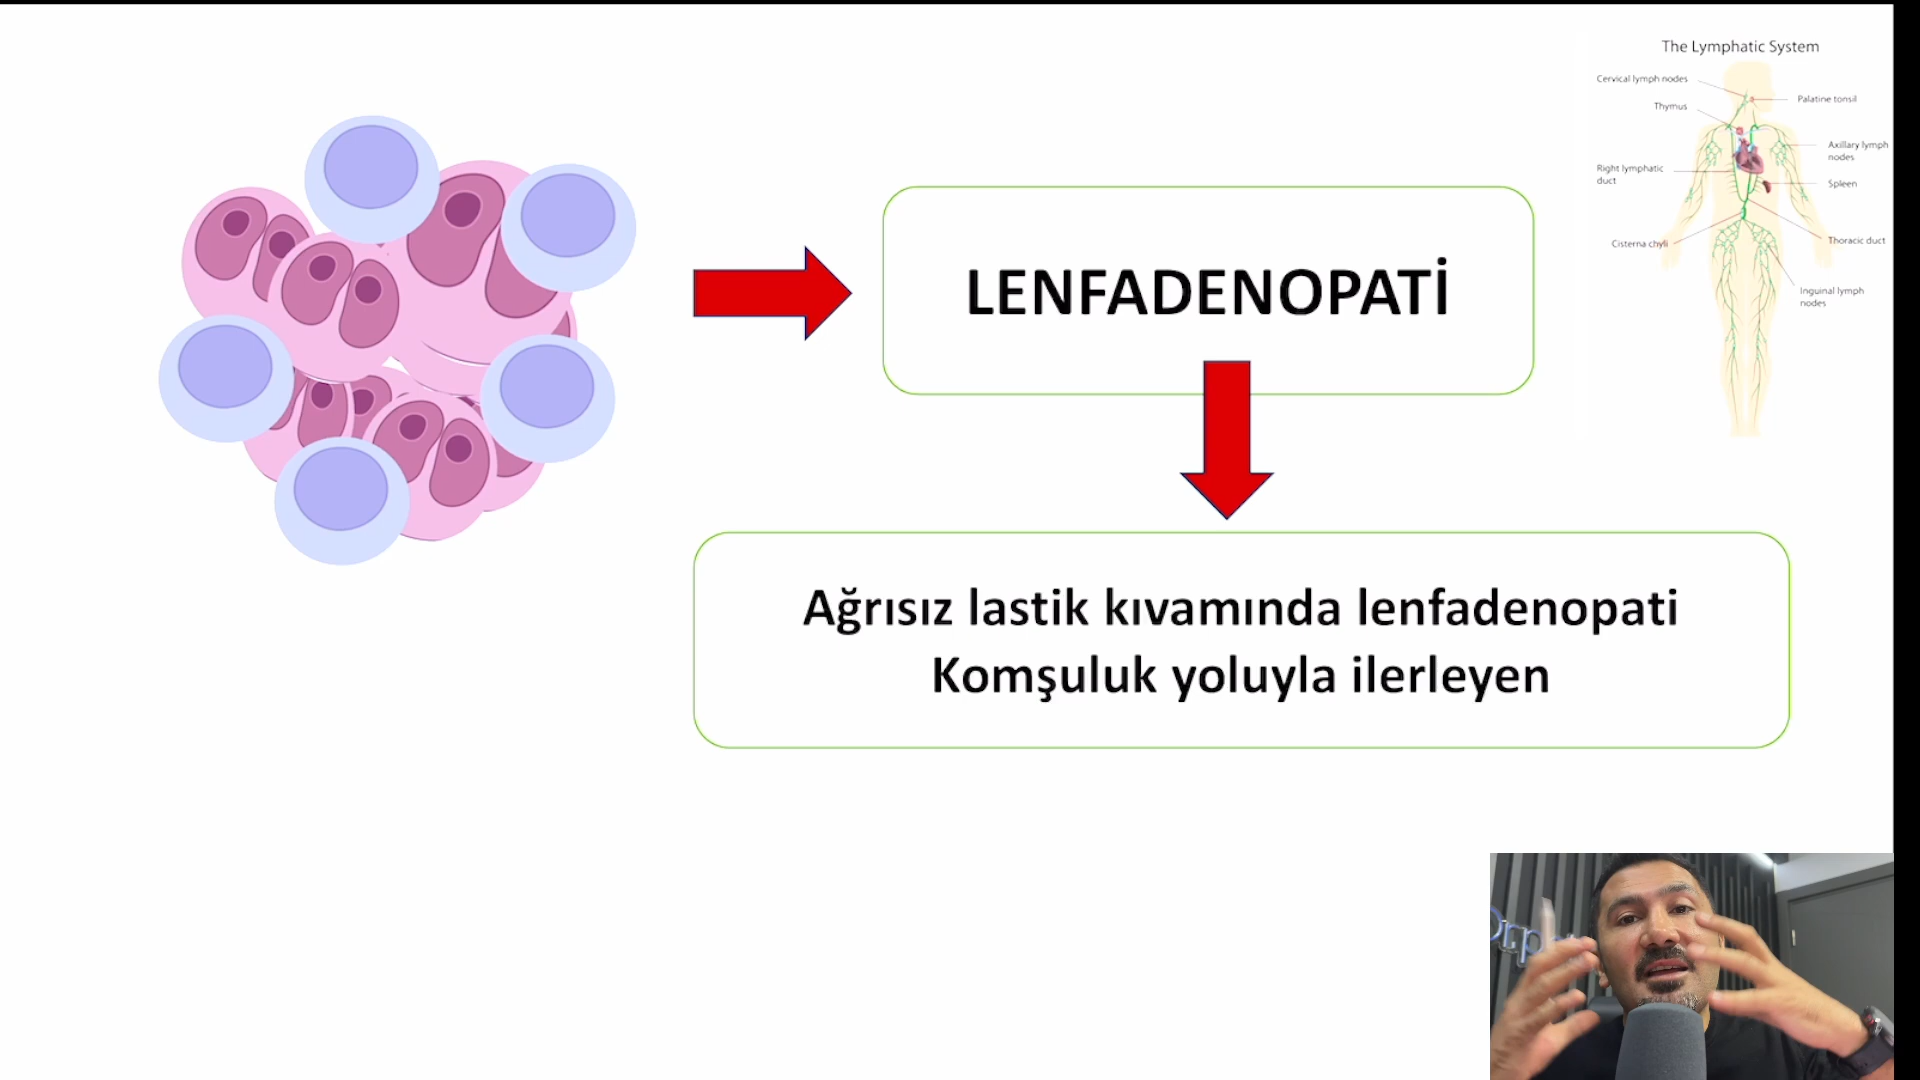 The Lymphatic System
Cervical lymph nodes
Thymus
Palatine tonsil
Axillary lymph
nodes
Right lymphatic
duct
Spleen
Cisterna chyli
Thoracic duct
Inguinal lymph
nodes
LENFADENOPATİ
Ağrısız lastik kıvamında lenfadenopati
Komşuluk yoluyla ilerleyen